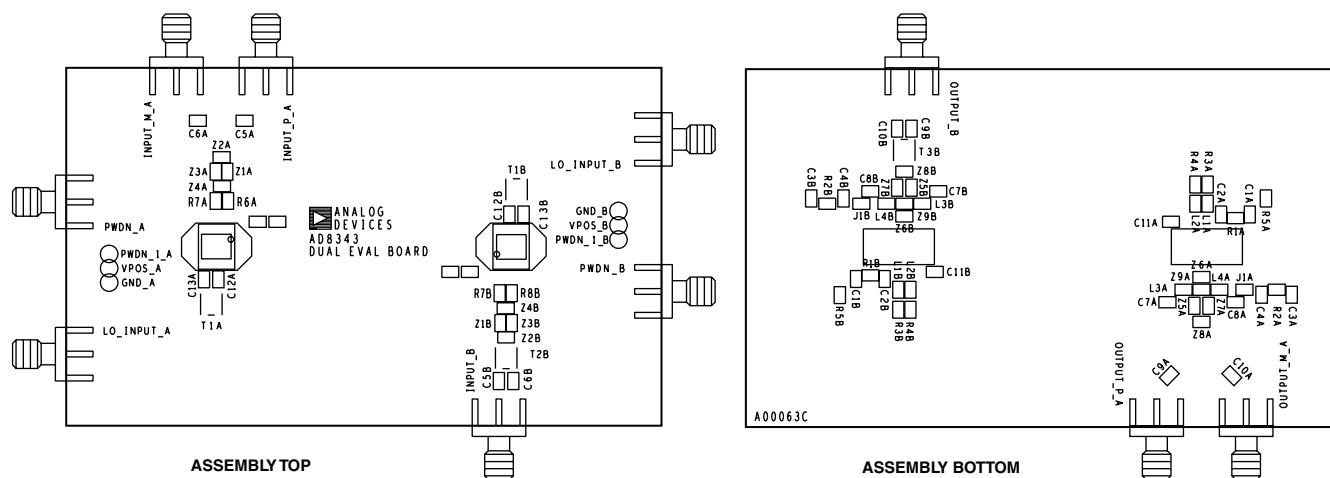 INPUT_M_A
INPUT_P_A
C6A
C5A
Z2A
Z3A
Z1A
Z4A
R7A
R6A
PWDN_A
PWDN_1_A
VPOS_A
GND_A
LO_INPUT_A
C13A
C12A
T1A
ANALOG
DEVICES
AD8343
DUAL EVAL BOARD
LO_INPUT_B
T1B
C12B
C13B
GND_B
VPOS_B
PWDN_1_B
PWDN_B
R7B
R8B
Z4B
Z1B
Z3B
Z2B
T2B
INPUT_B
C5B
C6B
ASSEMBLY TOP
OUTPUT_B
C10B
C9B
T3B
Z8B
C3B
R2B
C4B
C8B
Z7B
Z5B
C7B
J1B
L4B
L3B
Z9B
Z6B
R1B
L1B
L2B
C11B
C1B
C2B
R5B
R3B
R4B
R4A
R3A
C2A
C1A
C11A
L2A
L1A
R1A
R5A
Z6A
Z9A
L4A
J1A
L3A
C7A
Z5A
Z7A
C8A
C4A
R2A
C3A
Z8A
OUTPUT_P_A
C9A
C10A
OUTPUT_M_A
A00063C
ASSEMBLY BOTTOM